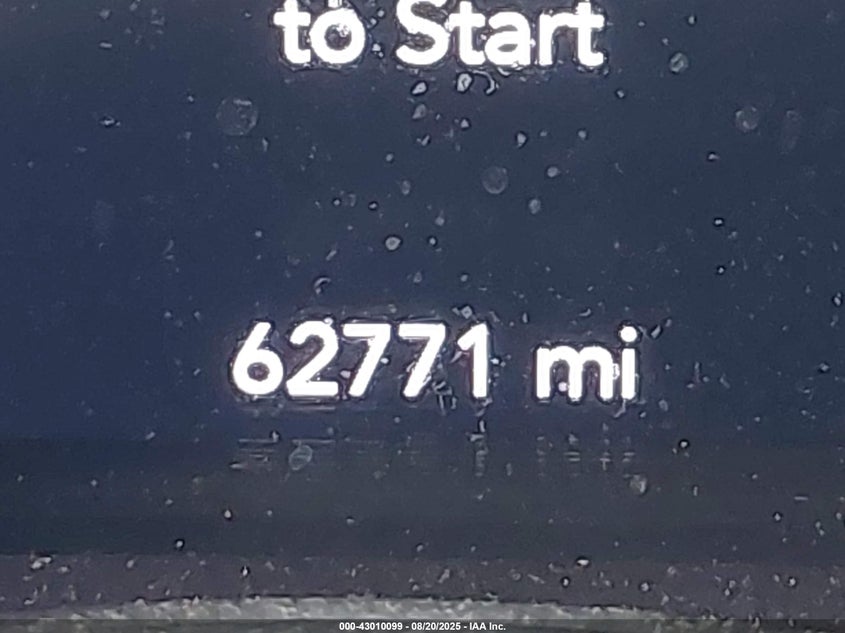 to Start
62771 mi
000-43010099 - 08/20/2025 - IAA Inc.